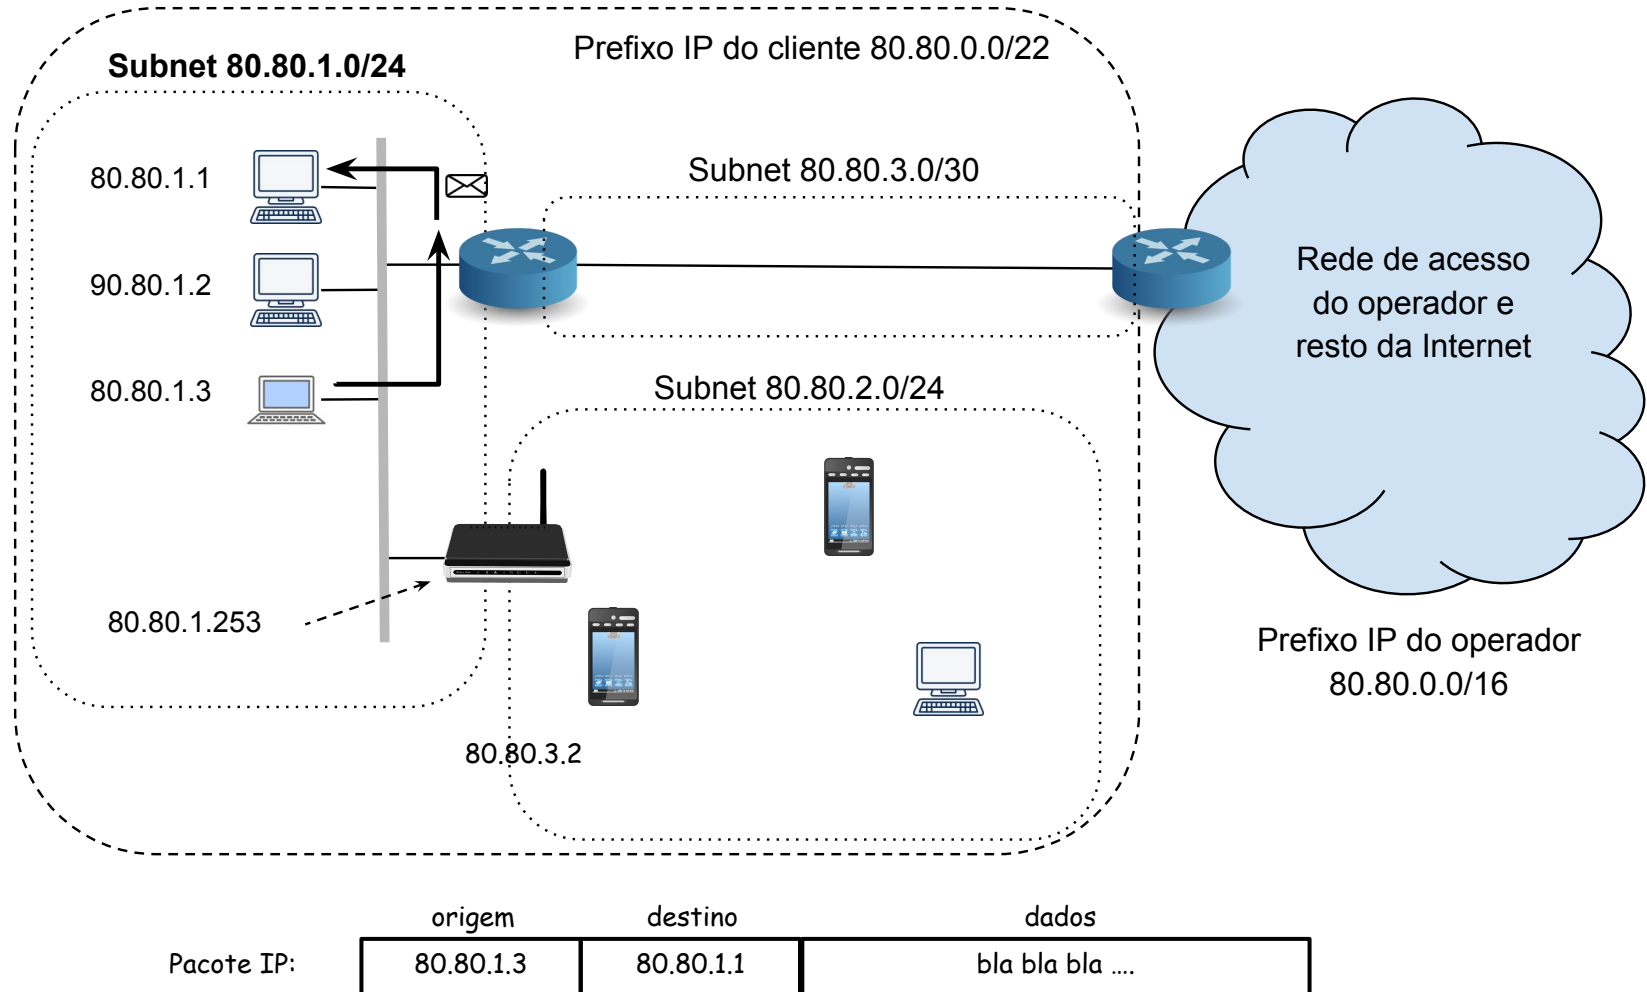 Prefixo IP do cliente 80.80.0.0/22
Subnet 80.80.1.0/24
80.80.1.1
Subnet 80.80.3.0/30
90.80.1.2
Rede de acesso
do operador e
resto da Internet
80.80.1.3
Subnet 80.80.2.0/24
80.80.1.253
Prefixo IP do operador
80.80.0.0/16
80.80.3.2
origem destino dados
Pacote IP: 80.80.1.3 80.80.1.1 bla bla bla ....